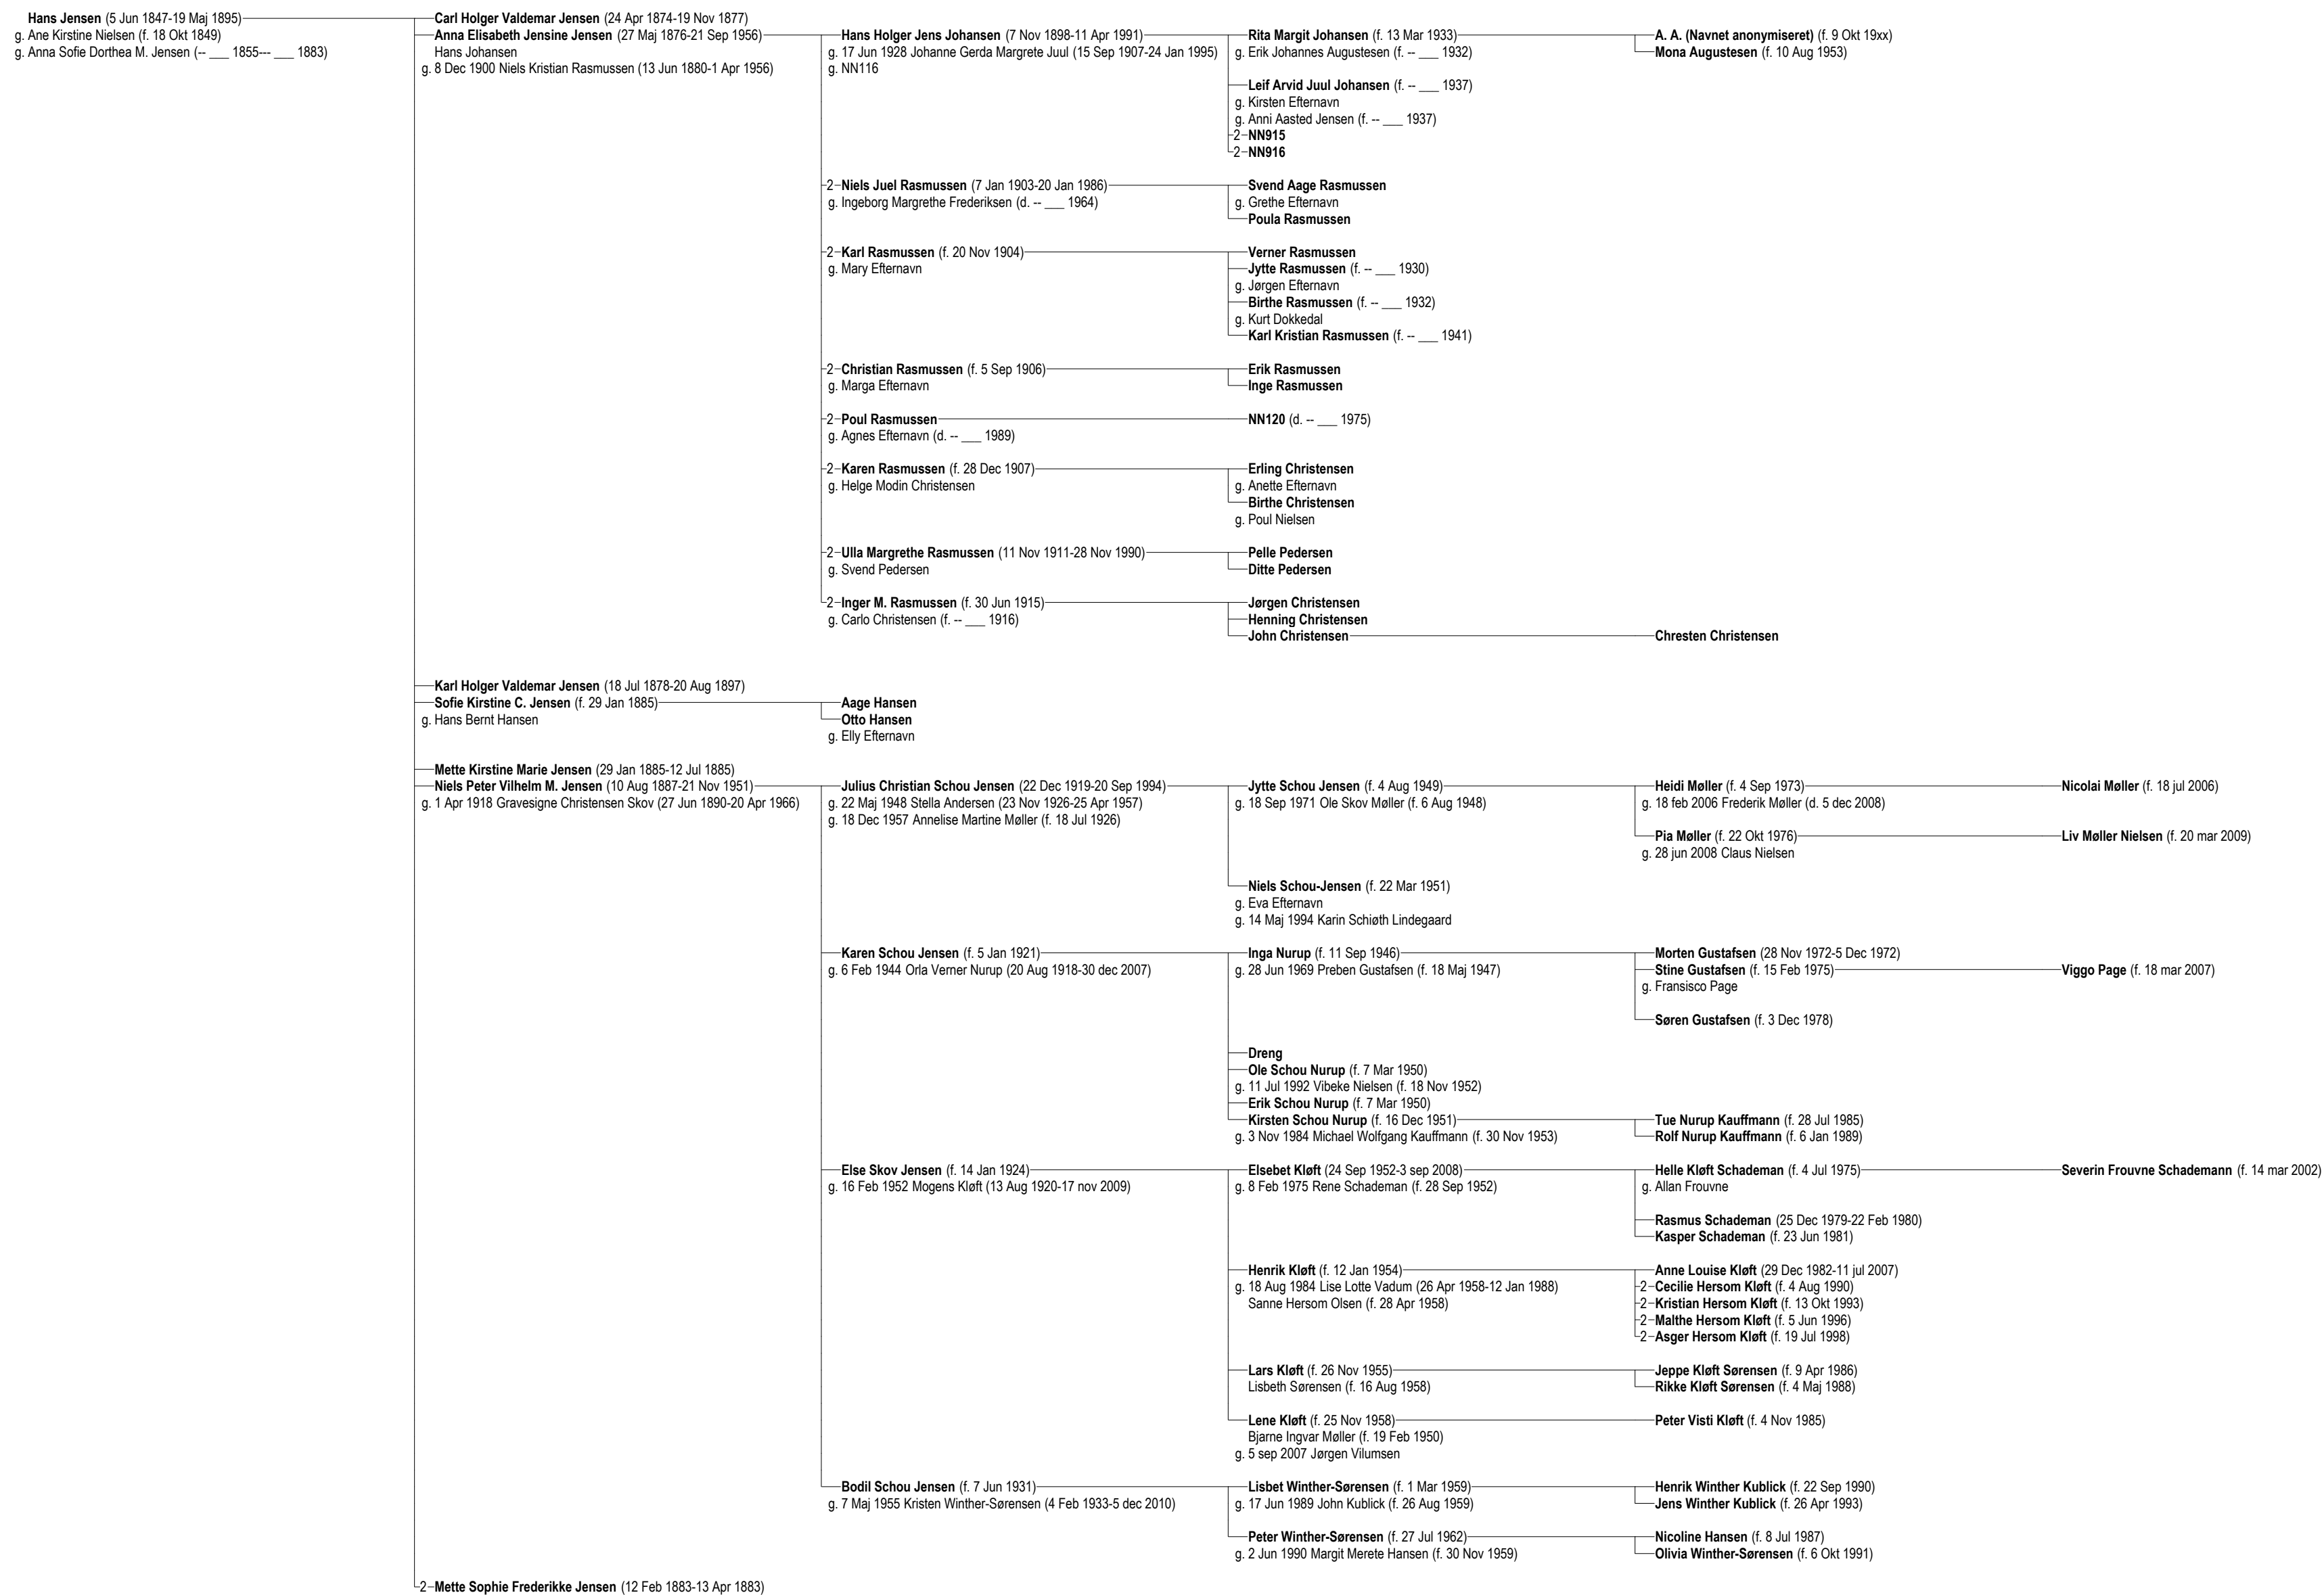 Hans Jensen (5 Jun 1847-19 Maj 1895)
g. Ane Kirstine Nielsen (f. 18 Okt 1849)
g. Anna Sofie Dorthea M. Jensen (-- ___ 1855--- ___ 1883)
Carl Holger Valdemar Jensen (24 Apr 1874-19 Nov 1877)
Anna Elisabeth Jensine Jensen (27 Maj 1876-21 Sep 1956)
Hans Johansen
g. 8 Dec 1900 Niels Kristian Rasmussen (13 Jun 1880-1 Apr 1956)
Hans Holger Jens Johansen (7 Nov 1898-11 Apr 1991)
g. 17 Jun 1928 Johanne Gerda Margrete Juul (15 Sep 1907-24 Jan 1995)
g. NN116
Rita Margit Johansen (f. 13 Mar 1933)
g. Erik Johannes Augustesen (f. -- ___ 1932)
A. A. (Navnet anonymiseret) (f. 9 Okt 19xx)
Mona Augustesen (f. 10 Aug 1953)
Leif Arvid Juul Johansen (f. -- ___ 1937)
g. Kirsten Efternavn
g. Anni Aasted Jensen (f. -- ___ 1937)
2 NN915
2 NN916
2 Niels Juel Rasmussen (7 Jan 1903-20 Jan 1986)
g. Ingeborg Margrethe Frederiksen (d. -- ___ 1964)
Svend Aage Rasmussen
g. Grethe Efternavn
Poula Rasmussen
2 Karl Rasmussen (f. 20 Nov 1904)
g. Mary Efternavn
Verner Rasmussen
Jytte Rasmussen (f. -- ___ 1930)
g. Jørgen Efternavn
Birthe Rasmussen (f. -- ___ 1932)
g. Kurt Dokkedal
Karl Kristian Rasmussen (f. -- ___ 1941)
2 Christian Rasmussen (f. 5 Sep 1906)
g. Marga Efternavn
Erik Rasmussen
Inge Rasmussen
2 Poul Rasmussen
g. Agnes Efternavn (d. -- ___ 1989)
NN120 (d. -- ___ 1975)
2 Karen Rasmussen (f. 28 Dec 1907)
g. Helge Modin Christensen
Erling Christensen
g. Anette Efternavn
Birthe Christensen
g. Poul Nielsen
2 Ulla Margrethe Rasmussen (11 Nov 1911-28 Nov 1990)
g. Svend Pedersen
Pelle Pedersen
Ditte Pedersen
2 Inger M. Rasmussen (f. 30 Jun 1915)
g. Carlo Christensen (f. -- ___ 1916)
Jørgen Christensen
Henning Christensen
John Christensen
Chresten Christensen
Karl Holger Valdemar Jensen (18 Jul 1878-20 Aug 1897)
Sofie Kirstine C. Jensen (f. 29 Jan 1885)
g. Hans Bernt Hansen
Aage Hansen
Otto Hansen
g. Elly Efternavn
Mette Kirstine Marie Jensen (29 Jan 1885-12 Jul 1885)
Niels Peter Vilhelm M. Jensen (10 Aug 1887-21 Nov 1951)
g. 1 Apr 1918 Gravesigne Christensen Skov (27 Jun 1890-20 Apr 1966)
Julius Christian Schou Jensen (22 Dec 1919-20 Sep 1994)
g. 22 Maj 1948 Stella Andersen (23 Nov 1926-25 Apr 1957)
g. 18 Dec 1957 Annelise Martine Møller (f. 18 Jul 1926)
Jytte Schou Jensen (f. 4 Aug 1949)
g. 18 Sep 1971 Ole Skov Møller (f. 6 Aug 1948)
Heidi Møller (f. 4 Sep 1973)
g. 18 feb 2006 Frederik Møller (d. 5 dec 2008)
Nicolai Møller (f. 18 jul 2006)
Pia Møller (f. 22 Okt 1976)
g. 28 jun 2008 Claus Nielsen
Liv Møller Nielsen (f. 20 mar 2009)
Niels Schou-Jensen (f. 22 Mar 1951)
g. Eva Efternavn
g. 14 Maj 1994 Karin Schiøth Lindegaard
Karen Schou Jensen (f. 5 Jan 1921)
g. 6 Feb 1944 Orla Verner Nurup (20 Aug 1918-30 dec 2007)
Inga Nurup (f. 11 Sep 1946)
g. 28 Jun 1969 Preben Gustafsen (f. 18 Maj 1947)
Morten Gustafsen (28 Nov 1972-5 Dec 1972)
Stine Gustafsen (f. 15 Feb 1975)
g. Fransisco Page
Viggo Page (f. 18 mar 2007)
Søren Gustafsen (f. 3 Dec 1978)
Dreng
Ole Schou Nurup (f. 7 Mar 1950)
g. 11 Jul 1992 Vibeke Nielsen (f. 18 Nov 1952)
Erik Schou Nurup (f. 7 Mar 1950)
Kirsten Schou Nurup (f. 16 Dec 1951)
g. 3 Nov 1984 Michael Wolfgang Kauffmann (f. 30 Nov 1953)
Tue Nurup Kauffmann (f. 28 Jul 1985)
Rolf Nurup Kauffmann (f. 6 Jan 1989)
Else Skov Jensen (f. 14 Jan 1924)
g. 16 Feb 1952 Mogens Kløft (13 Aug 1920-17 nov 2009)
Elsebet Kløft (24 Sep 1952-3 sep 2008)
g. 8 Feb 1975 Rene Schademan (f. 28 Sep 1952)
Helle Kløft Schademan (f. 4 Jul 1975)
g. Allan Frouvne
Severin Frouvne Schademann (f. 14 mar 2002)
Rasmus Schademan (25 Dec 1979-22 Feb 1980)
Kasper Schademan (f. 23 Jun 1981)
Henrik Kløft (f. 12 Jan 1954)
g. 18 Aug 1984 Lise Lotte Vadum (26 Apr 1958-12 Jan 1988)
Sanne Hersom Olsen (f. 28 Apr 1958)
Anne Louise Kløft (29 Dec 1982-11 jul 2007)
2 Cecilie Hersom Kløft (f. 4 Aug 1990)
2 Kristian Hersom Kløft (f. 13 Okt 1993)
2 Malthe Hersom Kløft (f. 5 Jun 1996)
2 Asger Hersom Kløft (f. 19 Jul 1998)
Lars Kløft (f. 26 Nov 1955)
Lisbeth Sørensen (f. 16 Aug 1958)
Jeppe Kløft Sørensen (f. 9 Apr 1986)
Rikke Kløft Sørensen (f. 4 Maj 1988)
Lene Kløft (f. 25 Nov 1958)
Bjarne Ingvar Møller (f. 19 Feb 1950)
g. 5 sep 2007 Jørgen Vilumsen
Peter Visti Kløft (f. 4 Nov 1985)
Bodil Schou Jensen (f. 7 Jun 1931)
g. 7 Maj 1955 Kristen Winther-Sørensen (4 Feb 1933-5 dec 2010)
Lisbet Winther-Sørensen (f. 1 Mar 1959)
g. 17 Jun 1989 John Kublick (f. 26 Aug 1959)
Henrik Winther Kublick (f. 22 Sep 1990)
Jens Winther Kublick (f. 26 Apr 1993)
Peter Winther-Sørensen (f. 27 Jul 1962)
g. 2 Jun 1990 Margit Merete Hansen (f. 30 Nov 1959)
Nicoline Hansen (f. 8 Jul 1987)
Olivia Winther-Sørensen (f. 6 Okt 1991)
2 Mette Sophie Frederikke Jensen (12 Feb 1883-13 Apr 1883)